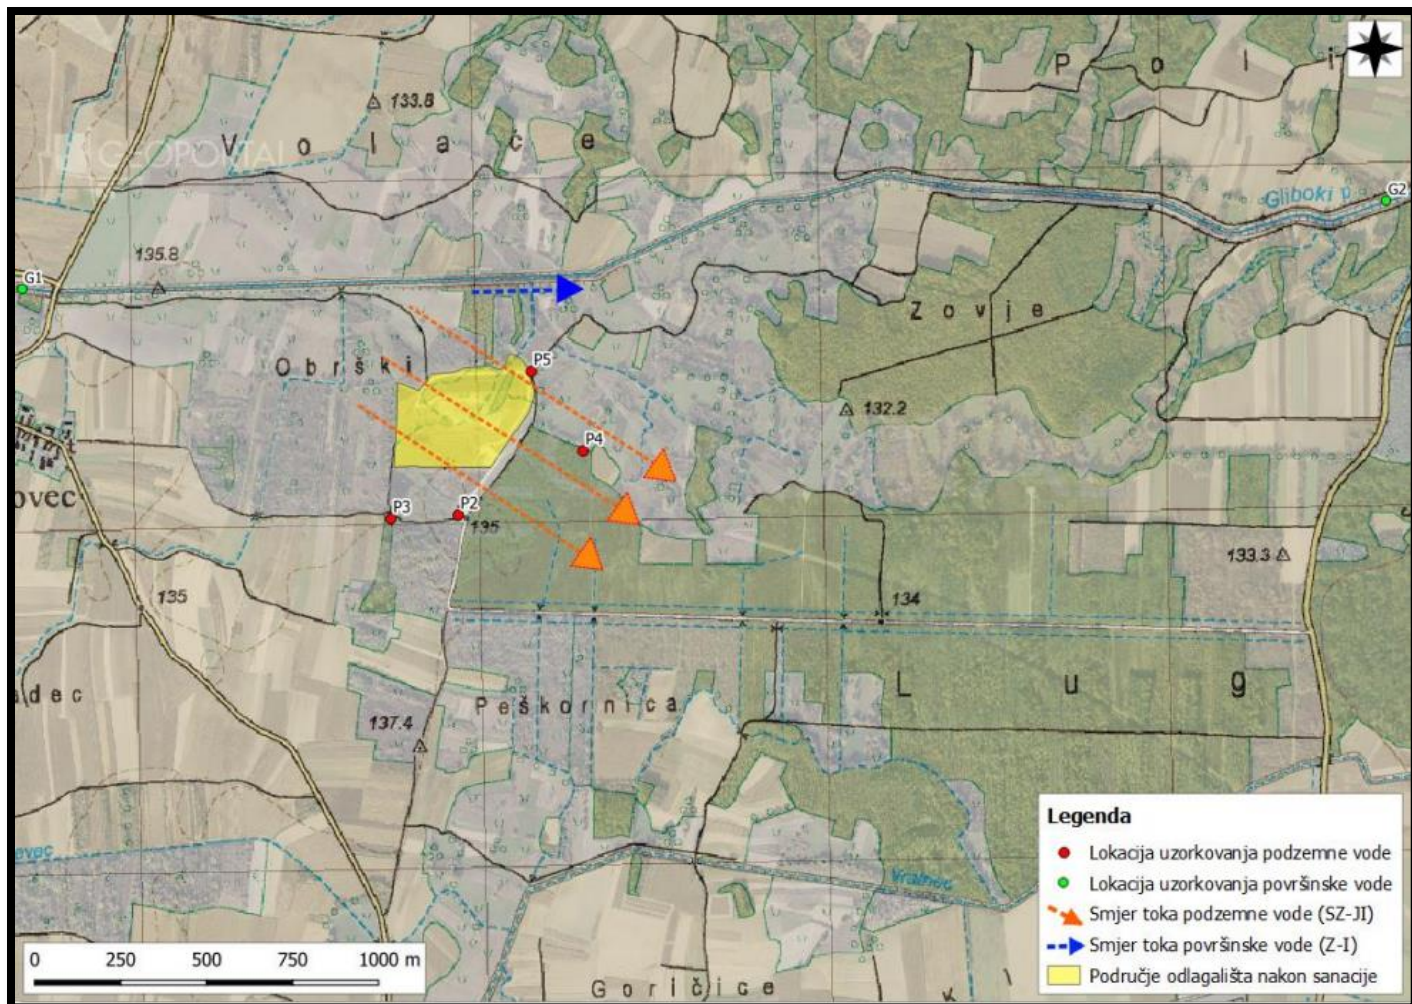 P o l i
133.8
V o l a č e
GEOPORTAL
Gliboki p.
G2
135.8
G1
Z o v j e
O b r š k i
P5
132.2
P4
ovec
P3
P2
135
133.3
135
134
L u g
adec
P e š k o r n i c a
137.4
Legenda
Lokacija uzorkovanja podzemne vode
Lokacija uzorkovanja površinske vode
Smjer toka podzemne vode (SZ-JI)
Smjer toka površinske vode (Z-I)
Područje odlagališta nakon sanacije
evec
0 250 500 750 1000 m
G o r i č i c e